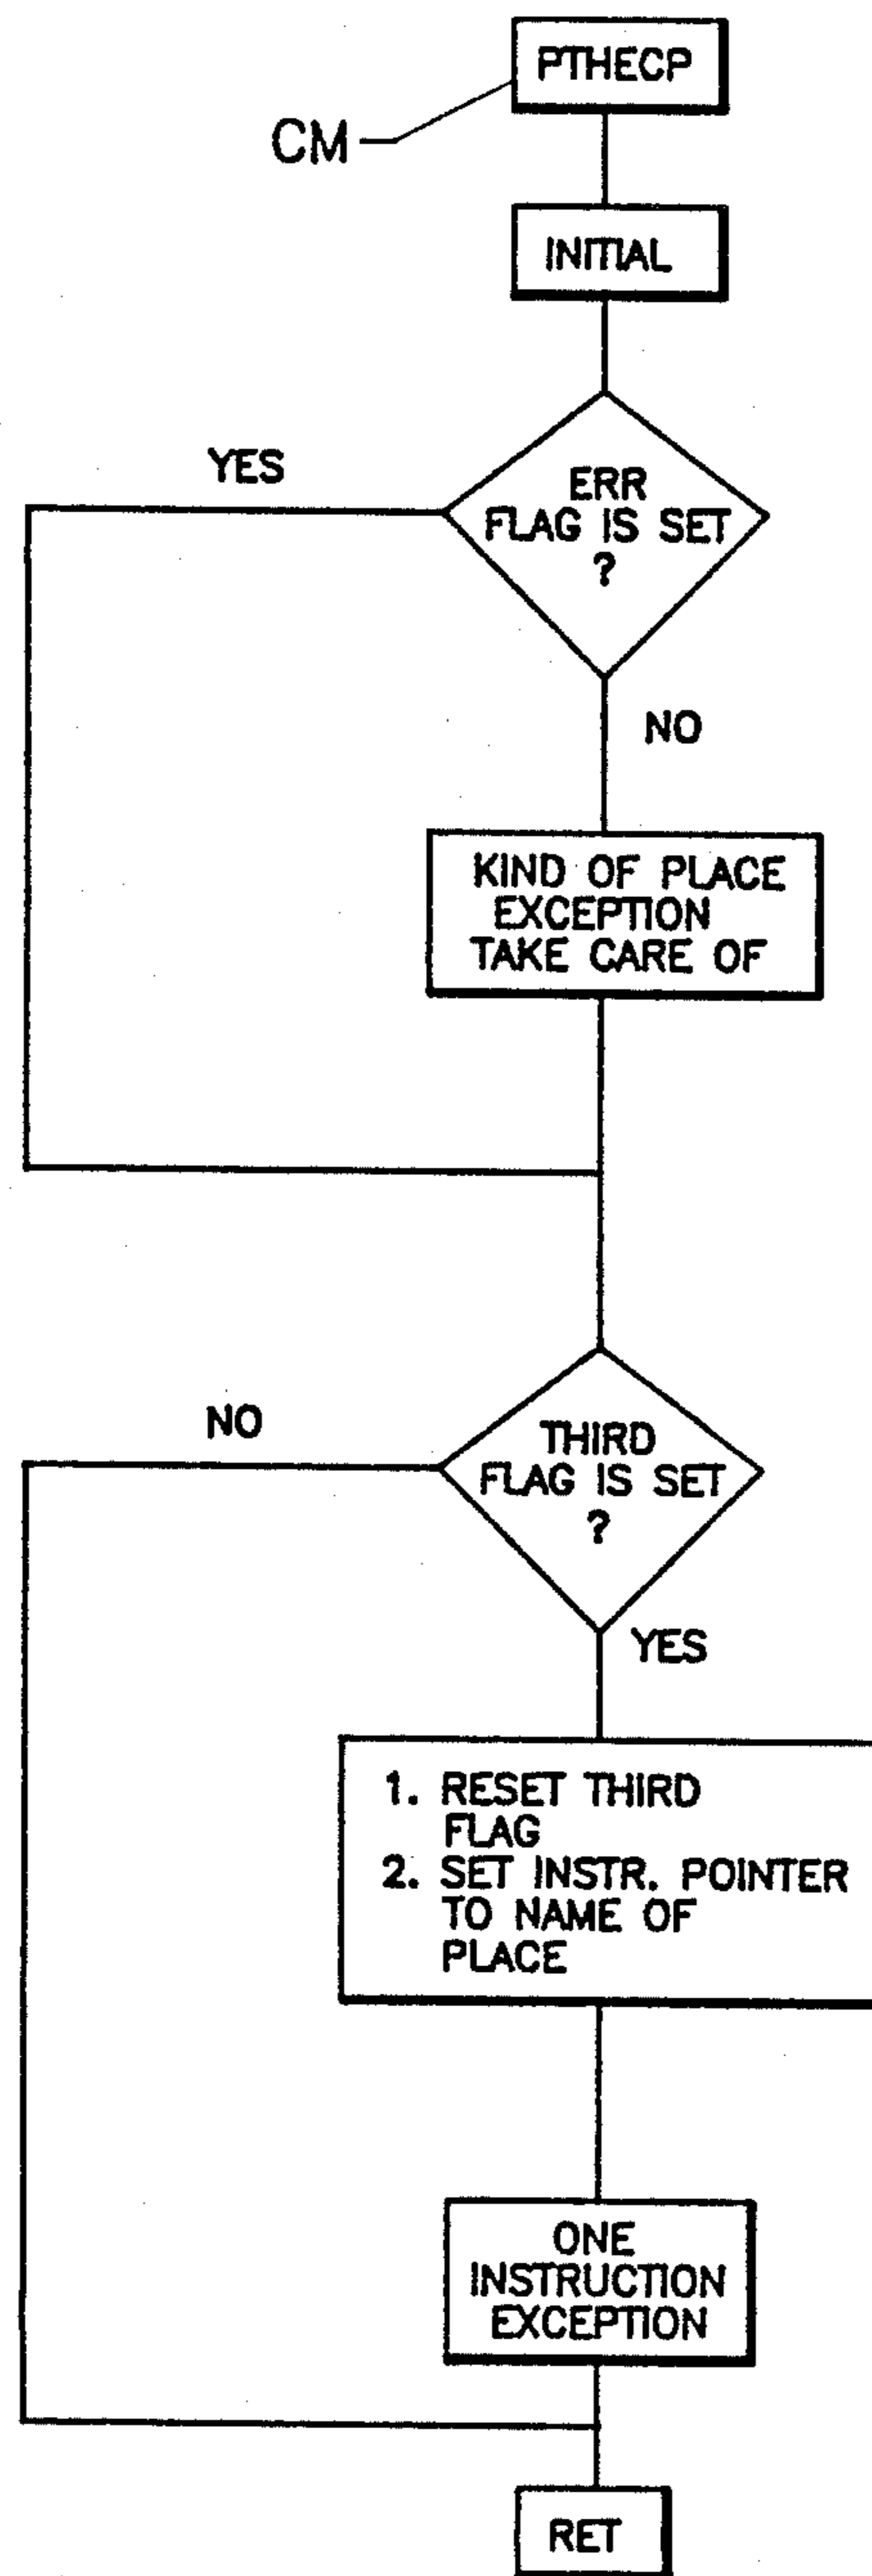 PTHECP
CM
INITIAL
YES
ERR
FLAG IS SET
?
NO
KIND OF PLACE
EXCEPTION
TAKE CARE OF
NO
THIRD
FLAG IS SET
?
YES
1. RESET THIRD
FLAG
2. SET INSTR. POINTER
TO NAME OF
PLACE
ONE
INSTRUCTION
EXCEPTION
RET